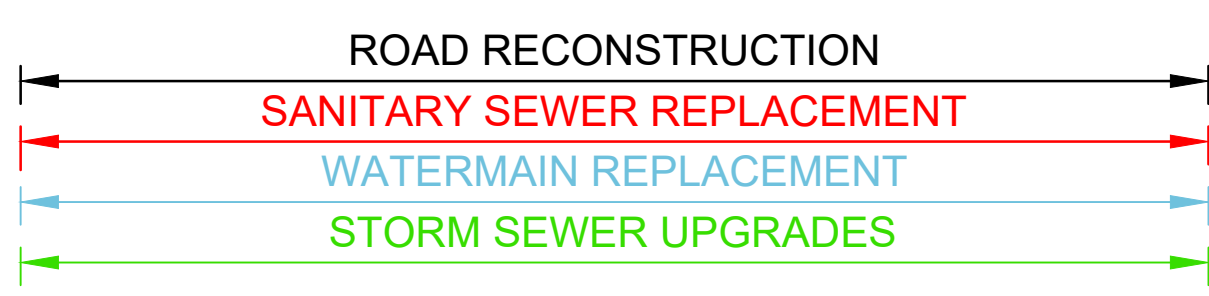 ROAD RECONSTRUCTION
SANITARY SEWER REPLACEMENT
WATERMAIN REPLACEMENT
STORM SEWER UPGRADES